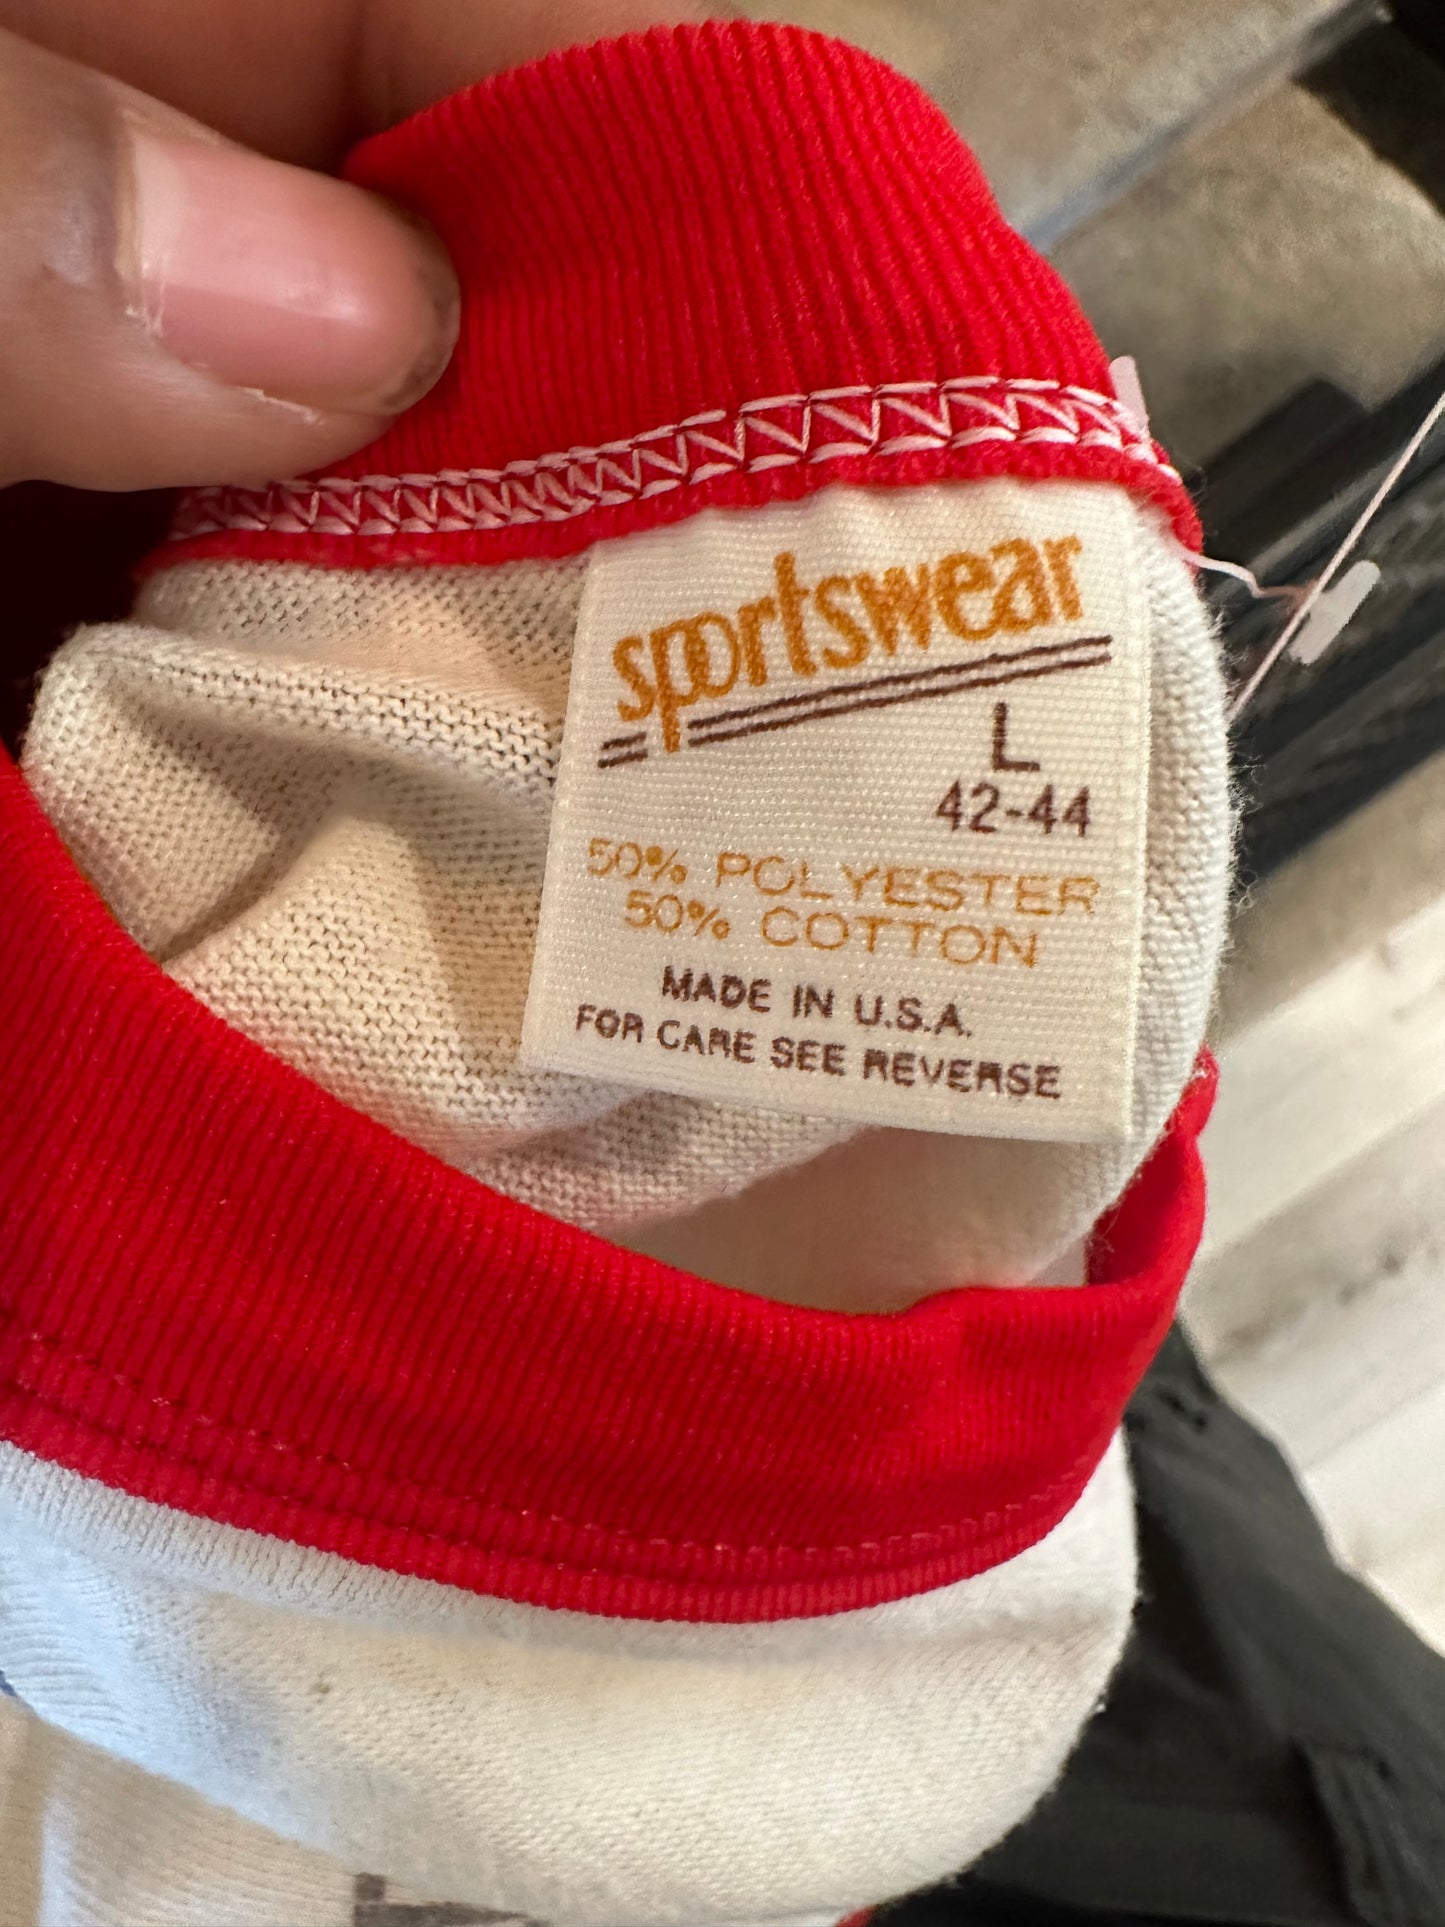 sportswear
L
42-44
50% POLYESTER
50% COTTON
MADE IN U.S.A.
FOR CARE SEE REVERSE